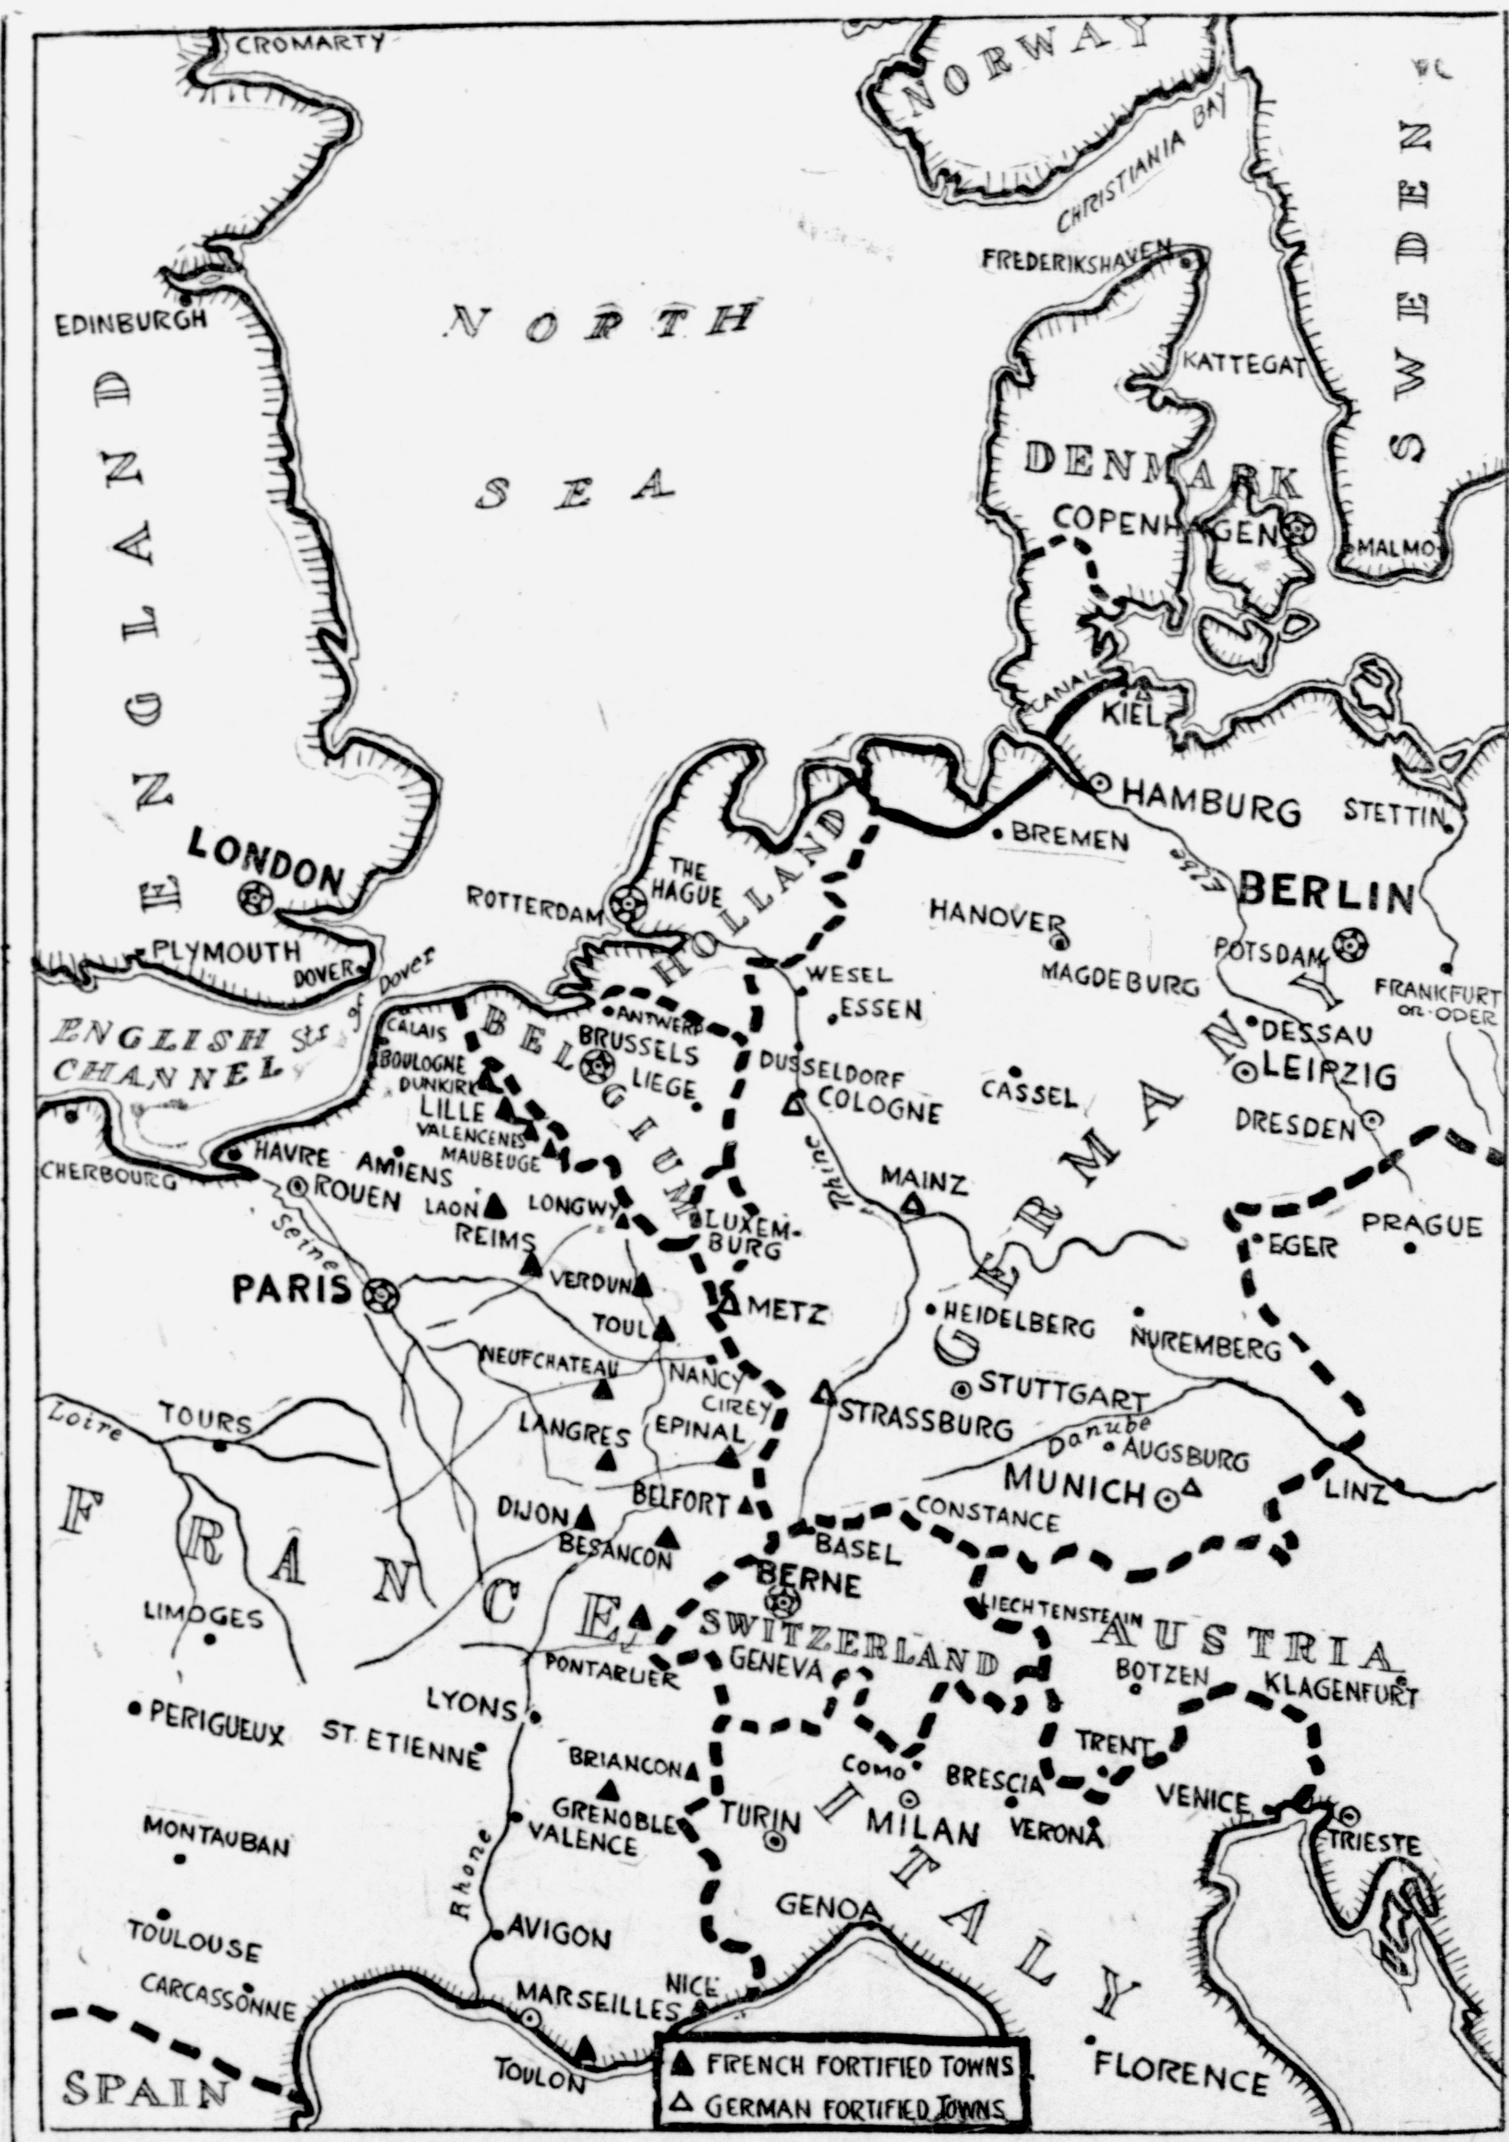 CROMARTY
NORWAY
CHRISTIANIA BAY
SWEDEN
FREDERIKSHAVEN
EDINBURGH
NORTH
SEA
KATTEGAT
ENGLAND
DENMARK
COPENHAGEN
MALMO
CANAL
KIEL
HAMBURG
STETTIN
BREMEN
Elbe
LONDON
THE
HAGUE
ROTTERDAM
HOLLAND
BERLIN
HANOVER
POTSDAM
PLYMOUTH
DOVER
Strs of Dover
WESEL
MAGDEBURG
FRANKFURT
on-ODER
ENGLISH
CHANNEL
CALAIS
BELGIUM
ANTWERP
ESSEN
BRUSSELS
DESSAU
BOULOGNE
DUNKIRK
LIEGE
DUSSELDORF
CASSEL
LEIPZIG
LILLE
COLOGNE
DRESDEN
VALENCENES
MAUBEUGE
GERMANY
CHERBOURG
HAVRE
AMIENS
Rhine
MAINZ
ROUEN
LAON
LONGWY
LUXEM-
BURG
PRAGUE
EGER
Seine
REIMS
PARIS
VERDUN
METZ
HEIDELBERG
NUREMBERG
TOUL
NEUFCHATEAU
NANCY
CIREY
STUTTGART
Loire
TOURS
LANGRES
EPINAL
STRASSBURG
Danube
AUGSBURG
MUNICH
LINZ
FRANCE
DIJON
BELFORT
CONSTANCE
BESANCON
BASEL
BERNE
LIECHTENSTEAIN
LIMOGES
SWITZERLAND
AUSTRIA
PONTARLIER
GENEVA
BOTZEN
KLAGENFURT
PERIGUEUX
LYONS
ST. ETIENNE
BRIANCON
COMO
BRESCIA
TRENT
VENICE
GRENOBLE
TURIN
MILAN
VERONA
TRIESTE
VALENCE
MONTAUBAN
Rhone
ITALY
TOULOUSE
AVIGON
GENOA
CARCASSONNE
MARSEILLES
NICE
SPAIN
TOULON
FLORENCE
FRENCH FORTIFIED TOWNS
GERMAN FORTIFIED TOWNS